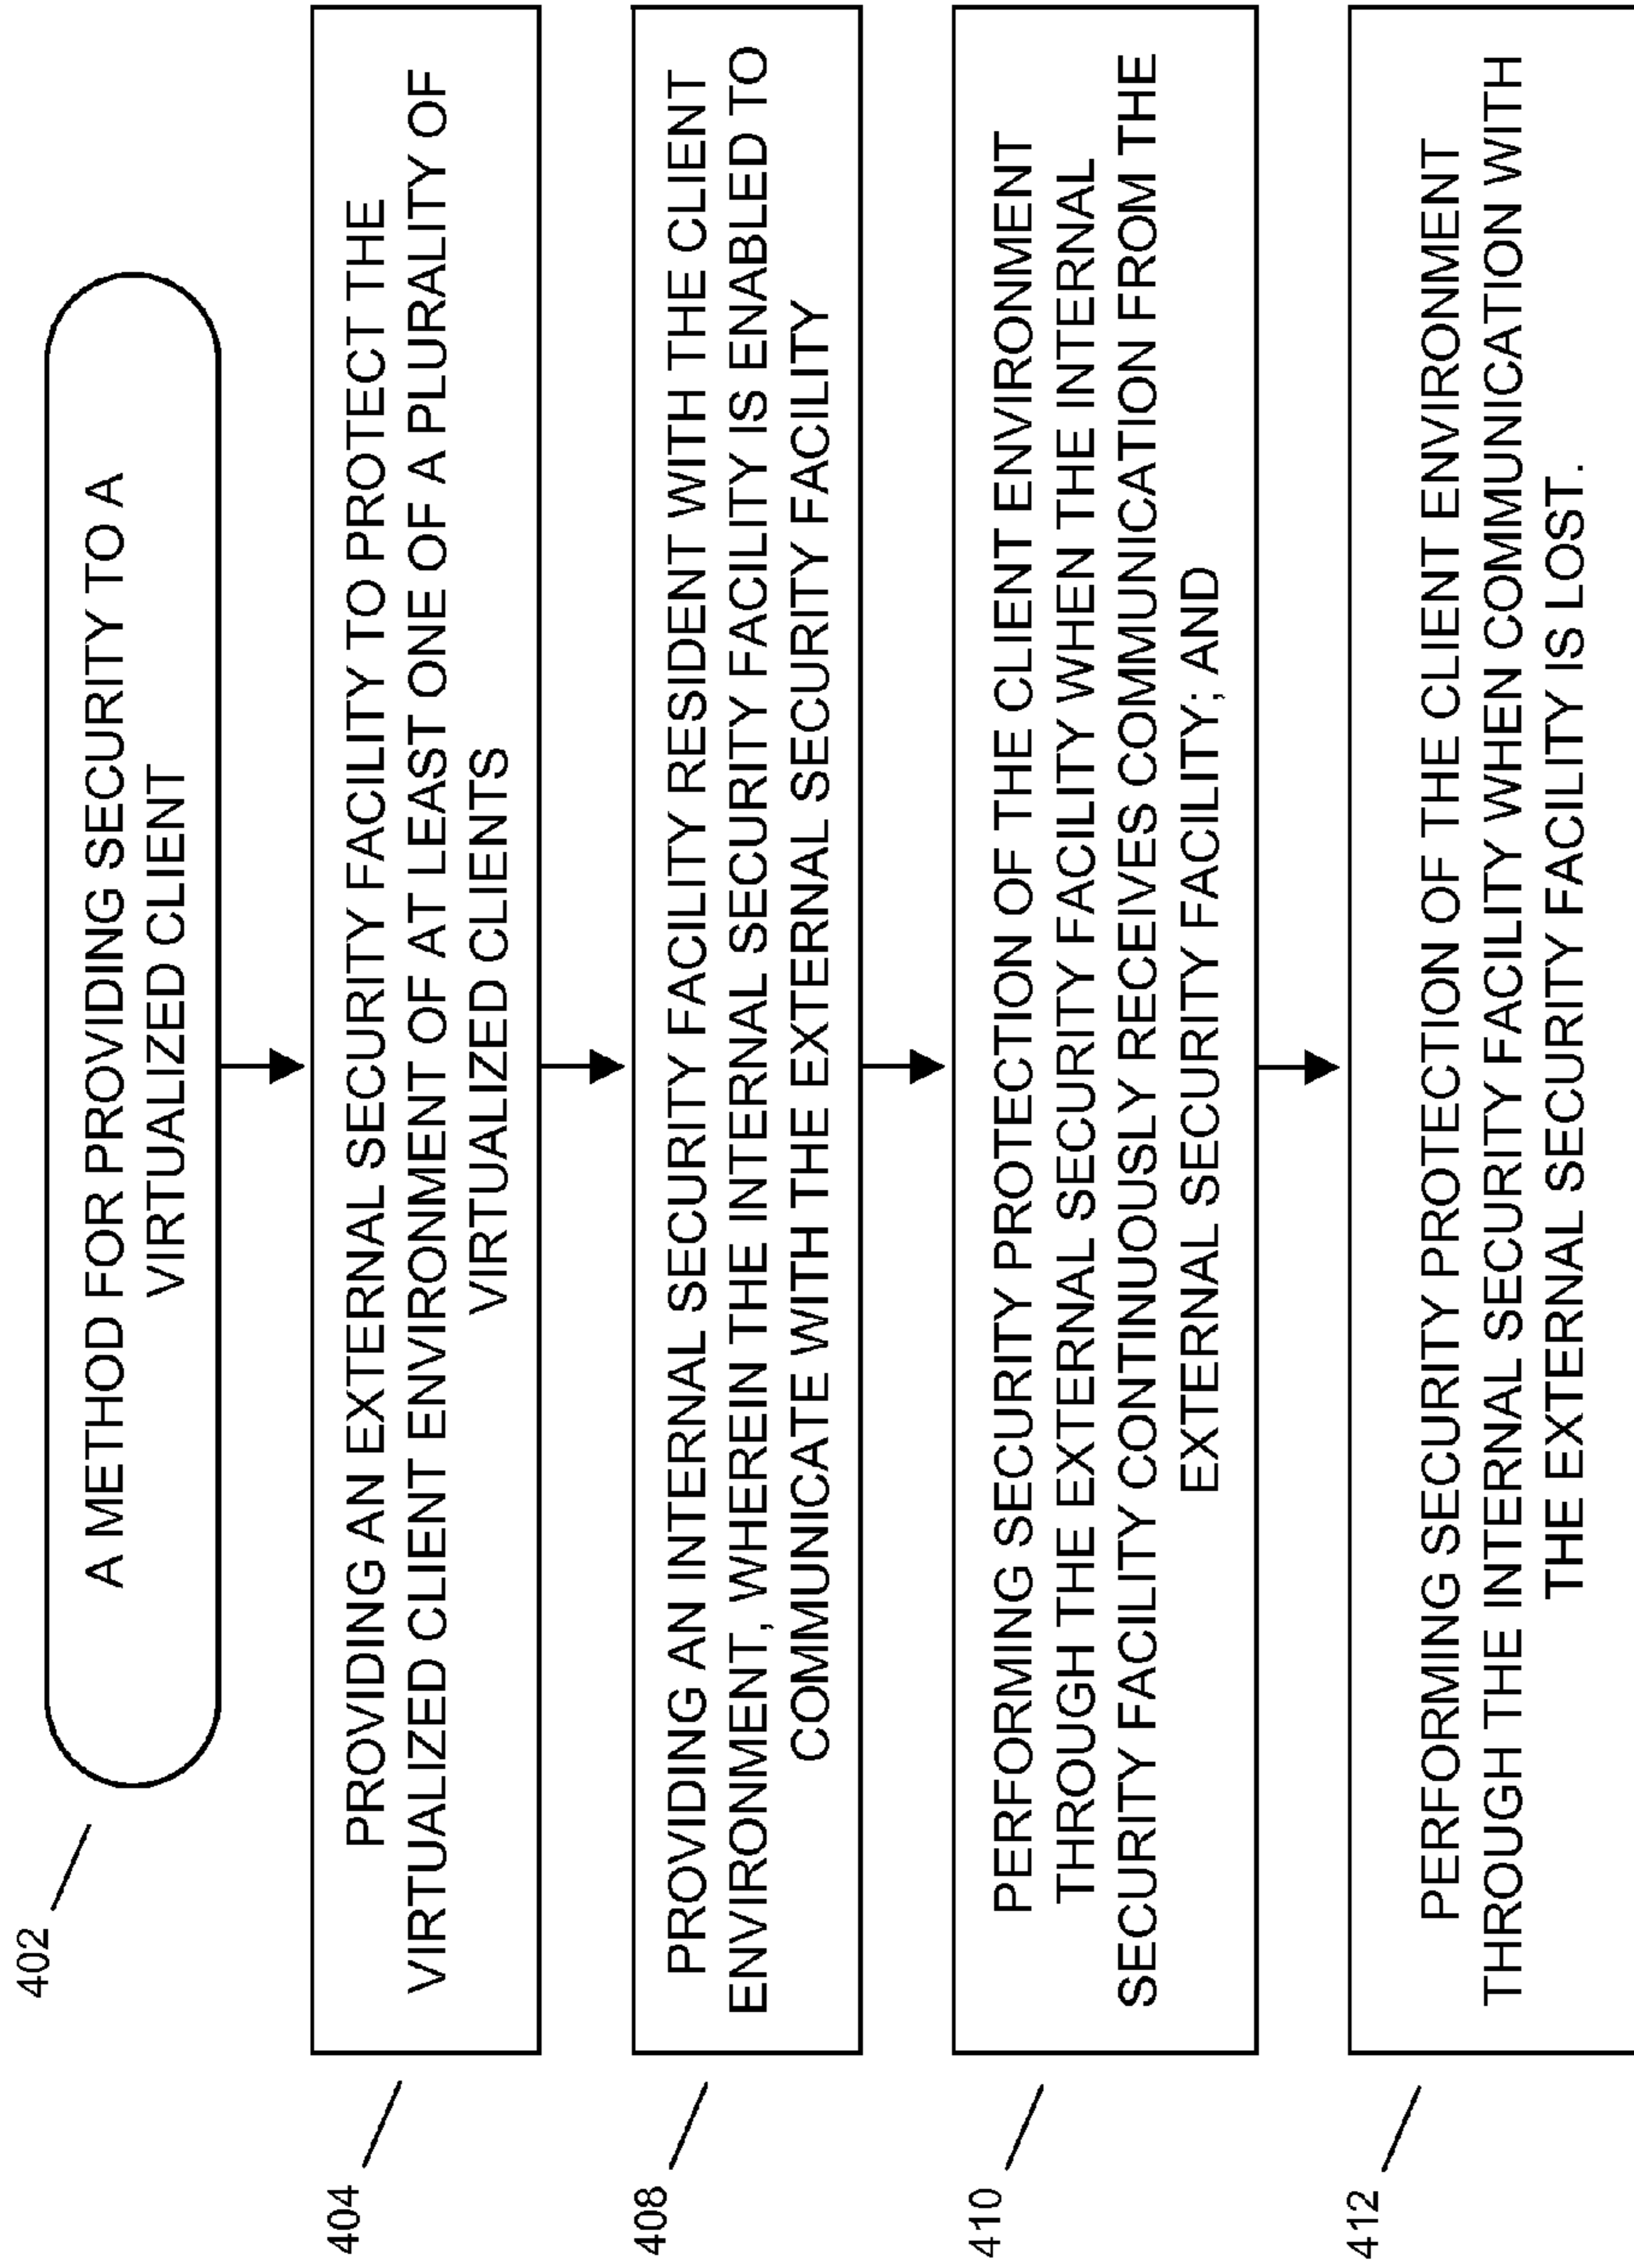 402
A METHOD FOR PROVIDING SECURITY TO A
VIRTUALIZED CLIENT
404
PROVIDING AN EXTERNAL SECURITY FACILITY TO PROTECT THE
VIRTUALIZED CLIENT ENVIRONMENT OF AT LEAST ONE OF A PLURALITY OF
VIRTUALIZED CLIENTS
408
PROVIDING AN INTERNAL SECURITY FACILITY RESIDENT WITH THE CLIENT
ENVIRONMENT, WHEREIN THE INTERNAL SECURITY FACILITY IS ENABLED TO
COMMUNICATE WITH THE EXTERNAL SECURITY FACILITY
410
PERFORMING SECURITY PROTECTION OF THE CLIENT ENVIRONMENT
THROUGH THE EXTERNAL SECURITY FACILITY WHEN THE INTERNAL
SECURITY FACILITY CONTINUOUSLY RECEIVES COMMUNICATION FROM THE
EXTERNAL SECURITY FACILITY; AND
412
PERFORMING SECURITY PROTECTION OF THE CLIENT ENVIRONMENT
THROUGH THE INTERNAL SECURITY FACILITY WHEN COMMUNICATION WITH
THE EXTERNAL SECURITY FACILITY IS LOST.